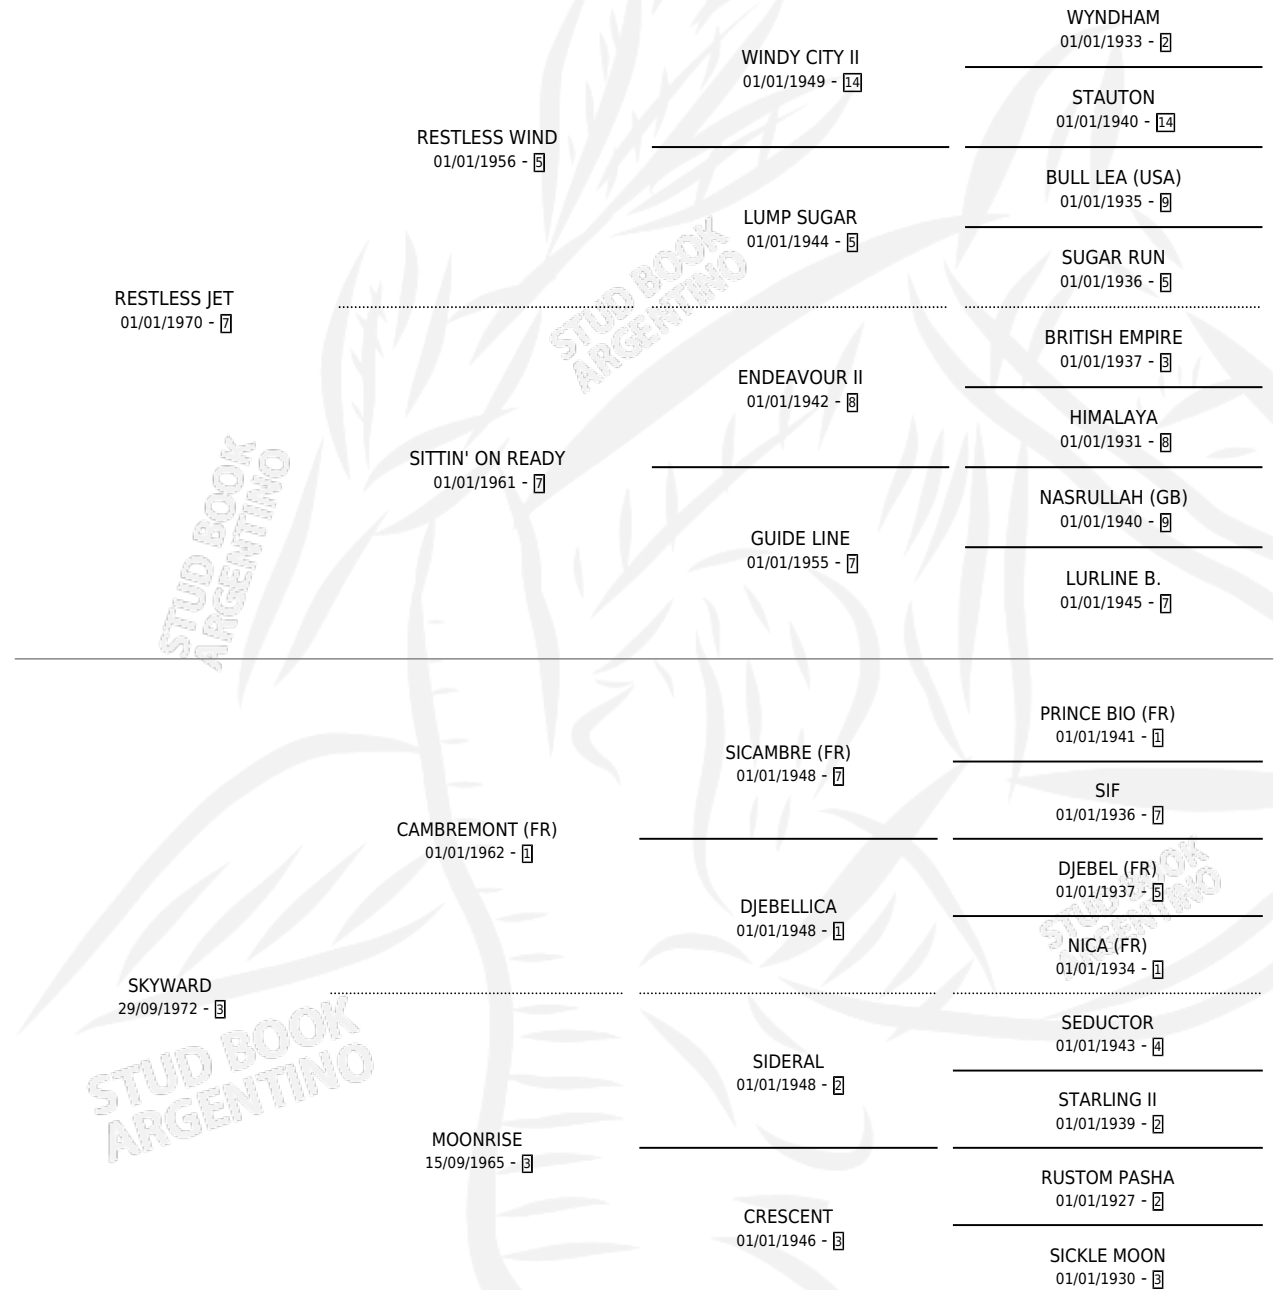 WYNDHAM
01/01/1933 - 2
WINDY CITY II
01/01/1949 - 14
STAUTON
01/01/1940 - 14
RESTLESS WIND
01/01/1956 - 5
BULL LEA (USA)
01/01/1935 - 9
LUMP SUGAR
01/01/1944 - 5
SUGAR RUN
01/01/1936 - 5
RESTLESS JET
01/01/1970 - 7
BRITISH EMPIRE
01/01/1937 - 3
ENDEAVOUR II
01/01/1942 - 8
HIMALAYA
01/01/1931 - 8
SITTIN' ON READY
01/01/1961 - 7
NASRULLAH (GB)
01/01/1940 - 9
GUIDE LINE
01/01/1955 - 7
LURLINE B.
01/01/1945 - 7
PRINCE BIO (FR)
01/01/1941 - 1
SICAMBRE (FR)
01/01/1948 - 7
SIF
01/01/1936 - 7
CAMBREMONT (FR)
01/01/1962 - 1
DJEBEL (FR)
01/01/1937 - 5
DJEBELLICA
01/01/1948 - 1
NICA (FR)
01/01/1934 - 1
SKYWARD
29/09/1972 - 3
SEDUCTOR
01/01/1943 - 4
SIDERAL
01/01/1948 - 2
STARLING II
01/01/1939 - 2
MOONRISE
15/09/1965 - 3
RUSTOM PASHA
01/01/1927 - 2
CRESCENT
01/01/1946 - 3
SICKLE MOON
01/01/1930 - 3
STUD BOOK
ARGENTINO
STUD BOOK
ARGENTINO
STUD BOOK
ARGENTINO
STUD BOOK
ARGENTINO